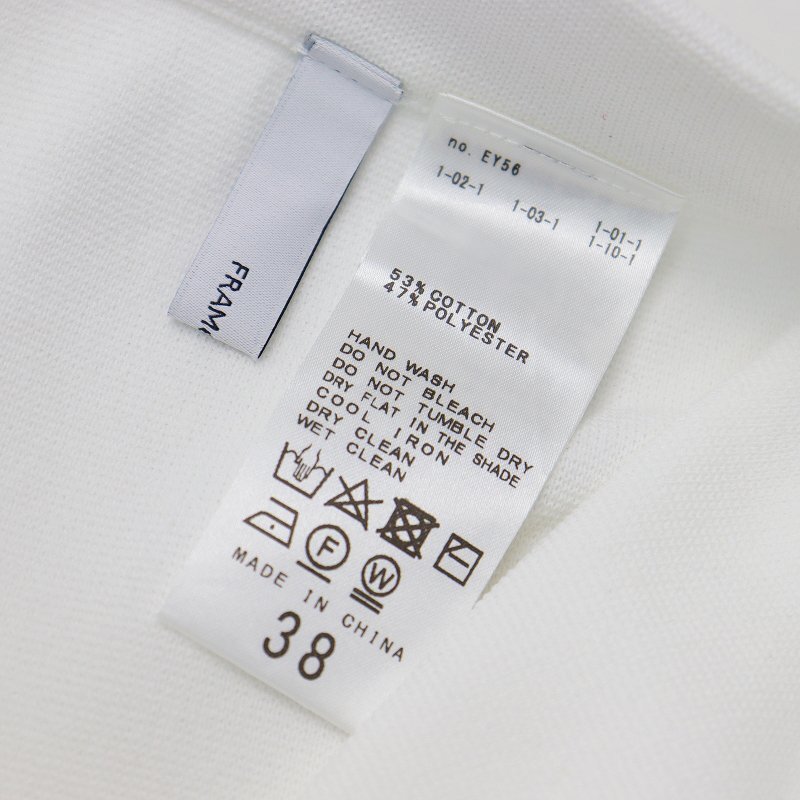 FRAM
no. EY56
1-02-1 1-03-1 1-01-1
1-10-1
53% COTTON
47% POLYESTER
HAND WASH
DO NOT BLEACH
DO NOT TUMBLE DRY
DRY FLAT IN THE SHADE
COOL IRON
DRY CLEAN
WET CLEAN
F
W
MADE IN CHINA
38